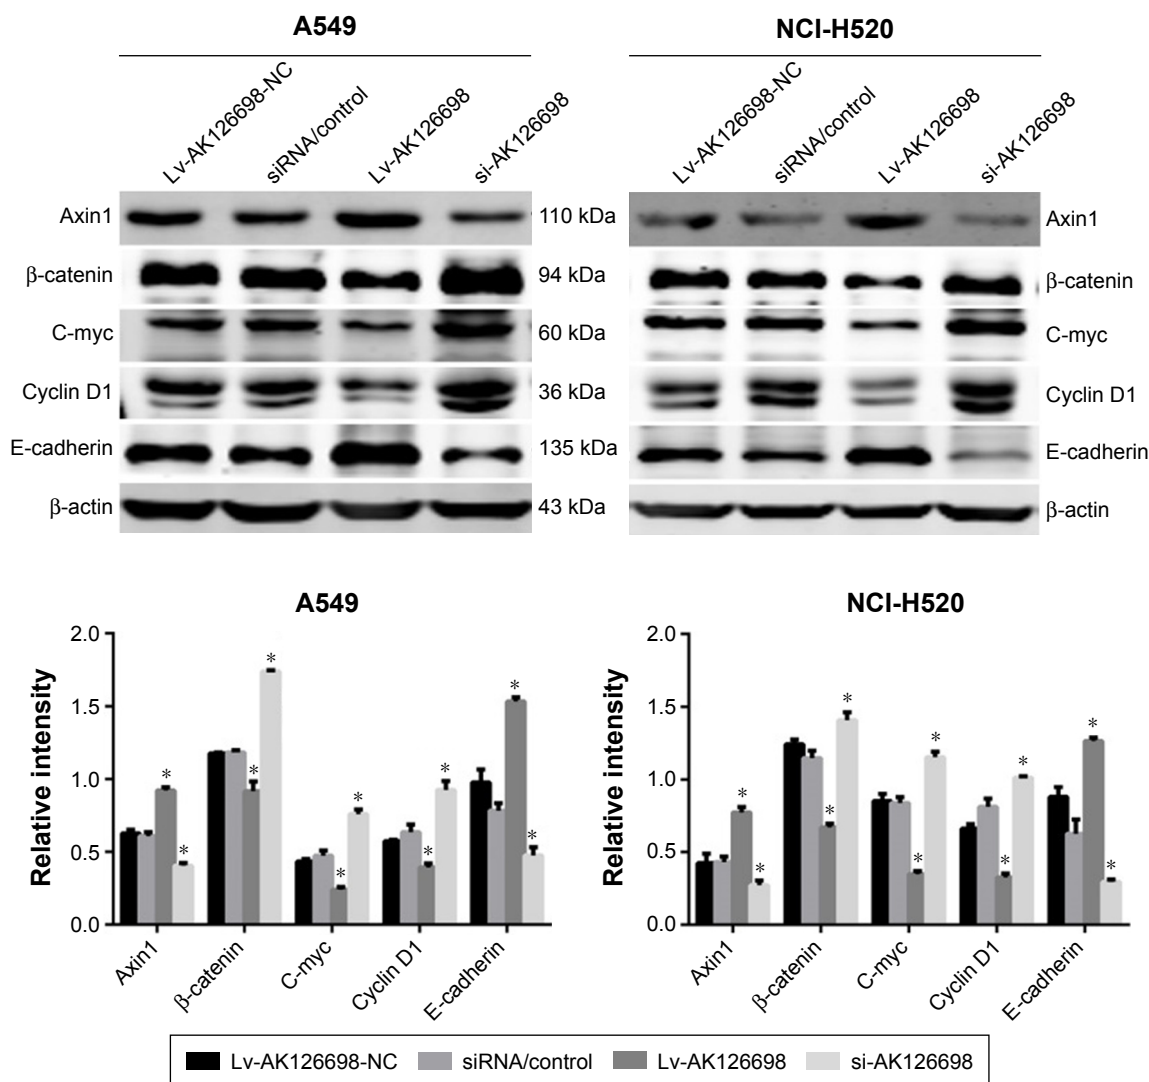 A549
NCI-H520
Lv-AK126698-NC
siRNA/control
Lv-AK126698
si-AK126698
Lv-AK126698-NC
siRNA/control
Lv-AK126698
si-AK126698
Axin1 110 kDa Axin1
β-catenin 94 kDa β-catenin
C-myc 60 kDa C-myc
Cyclin D1 36 kDa Cyclin D1
E-cadherin 135 kDa E-cadherin
β-actin 43 kDa β-actin
A549
Relative intensity
2.0
1.5
1.0
0.5
0.0
* * * * * * * * * *
Axin1
β-catenin
C-myc
Cyclin D1
E-cadherin
NCI-H520
Relative intensity
2.0
1.5
1.0
0.5
0.0
* * * * * * * * * *
Axin1
β-catenin
C-myc
Cyclin D1
E-cadherin
Lv-AK126698-NC siRNA/control Lv-AK126698 si-AK126698